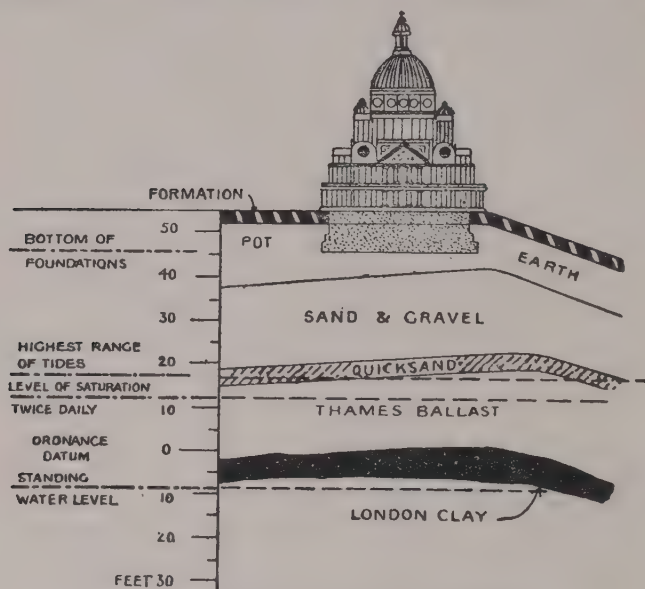 FORMATION
BOTTOM OF
FOUNDATIONS
50
POT
EARTH
40
30
SAND & GRAVEL
HIGHEST RANGE
OF TIDES
20
QUICKSAND
LEVEL OF SATURATION
TWICE DAILY
10
THAMES BALLAST
ORDNANCE
DATUM
0
STANDING
WATER LEVEL
10
LONDON CLAY
20
FEET 30